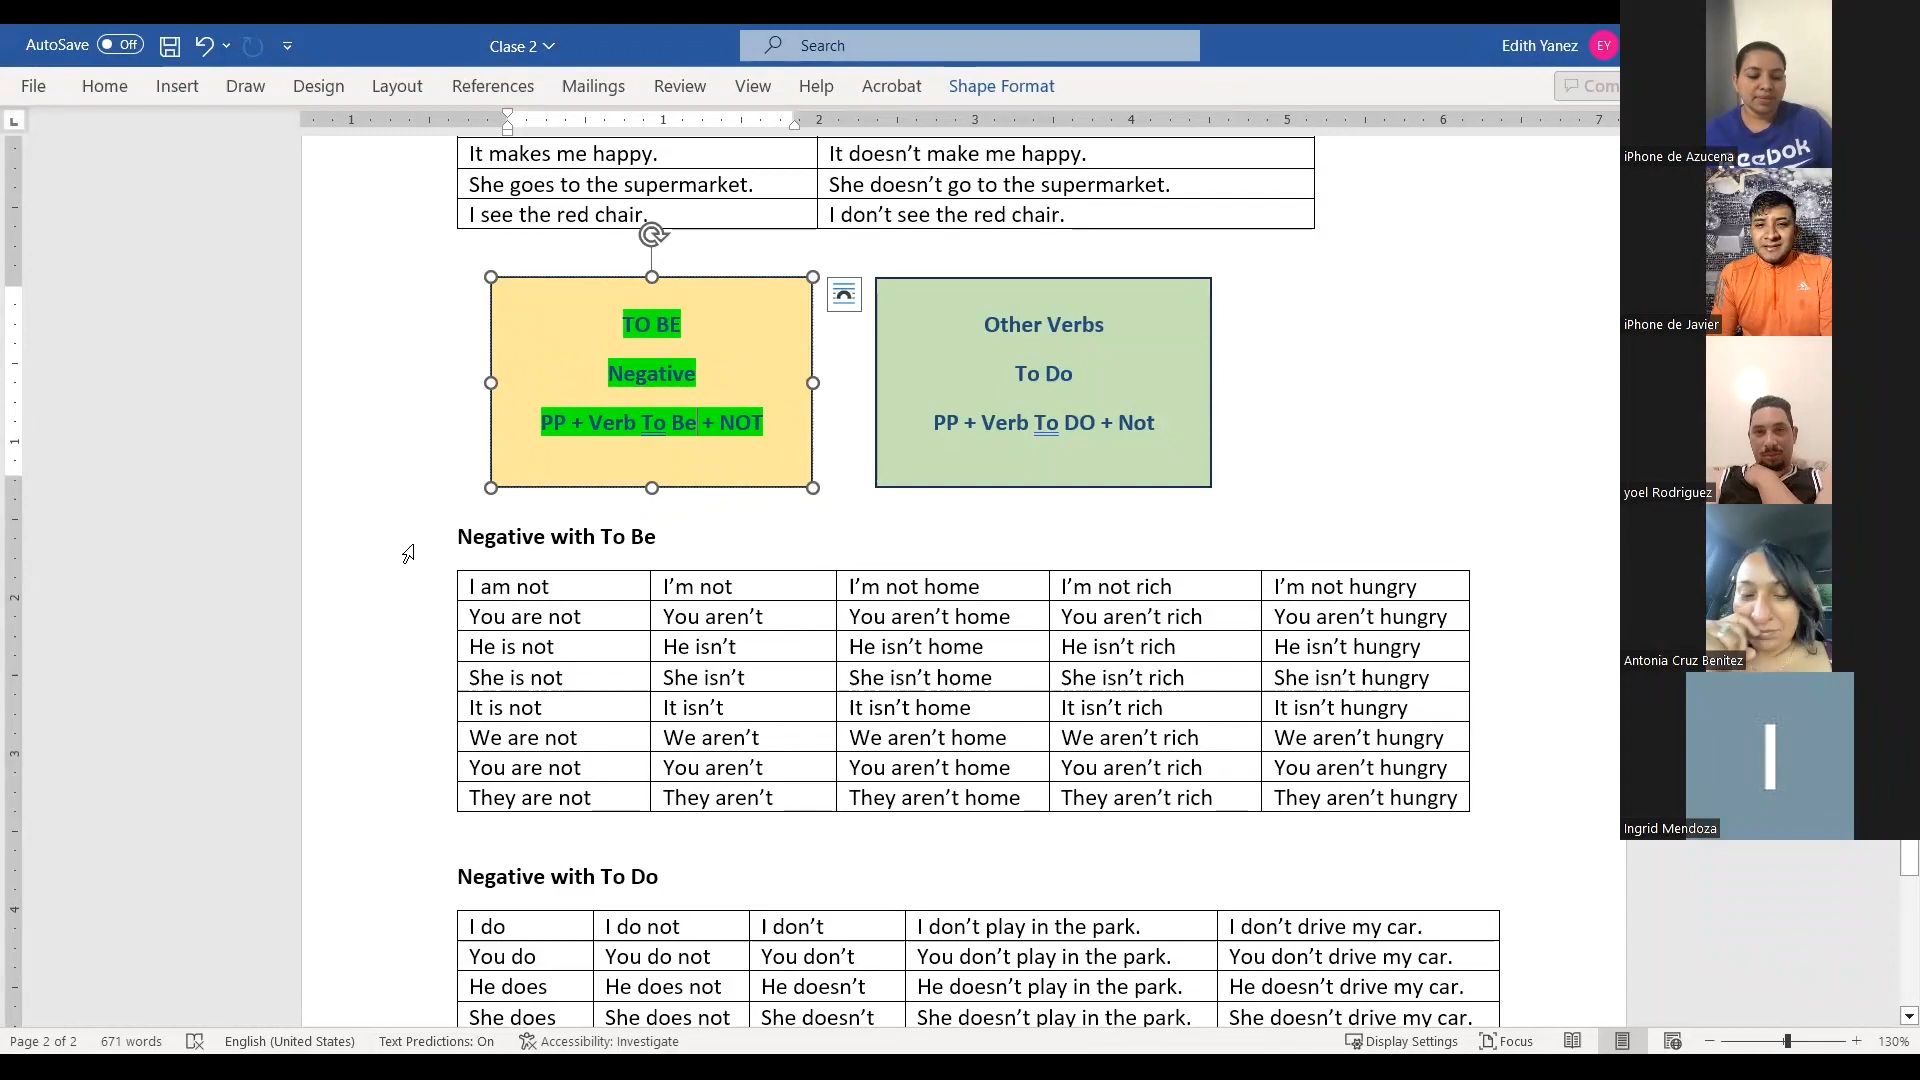 AutoSave Off Clase 2 Search Edith Yanez EY
File Home Insert Draw Design Layout References Mailings Review View Help Acrobat Shape Format Com
1 1 2 3 4 5 6 7
It makes me happy. It doesn’t make me happy.
She goes to the supermarket. She doesn’t go to the supermarket.
I see the red chair. I don’t see the red chair.
TO BE
Negative
PP + Verb To Be + NOT
Other Verbs
To Do
PP + Verb To DO + Not
Negative with To Be
I am not I’m not I’m not home I’m not rich I’m not hungry
You are not You aren’t You aren’t home You aren’t rich You aren’t hungry
He is not He isn’t He isn’t home He isn’t rich He isn’t hungry
She is not She isn’t She isn’t home She isn’t rich She isn’t hungry
It is not It isn’t It isn’t home It isn’t rich It isn’t hungry
We are not We aren’t We aren’t home We aren’t rich We aren’t hungry
You are not You aren’t You aren’t home You aren’t rich You aren’t hungry
They are not They aren’t They aren’t home They aren’t rich They aren’t hungry
Negative with To Do
I do I do not I don’t I don’t play in the park. I don’t drive my car.
You do You do not You don’t You don’t play in the park. You don’t drive my car.
He does He does not He doesn’t He doesn’t play in the park. He doesn’t drive my car.
She does She does not She doesn’t She doesn’t play in the park. She doesn’t drive my car.
1
2
3
4
Page 2 of 2 671 words English (United States) Text Predictions: On Accessibility: Investigate Display Settings Focus 130%
Reebok
iPhone de Azucena
iPhone de Javier
yoel Rodriguez
Antonia Cruz Benitez
I
Ingrid Mendoza